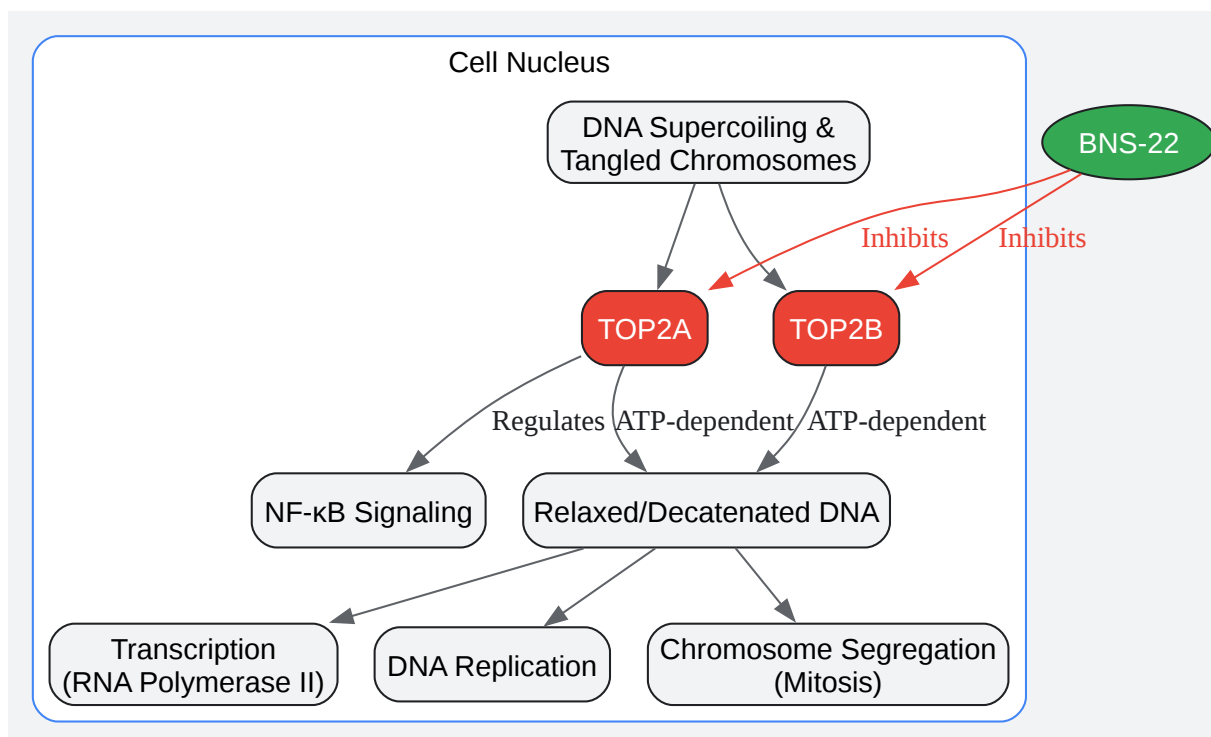 Cell Nucleus
DNA Supercoiling &
Tangled Chromosomes
BNS-22
Inhibits
Inhibits
TOP2A
TOP2B
Regulates
ATP-dependent
ATP-dependent
NF-κB Signaling
Relaxed/Decatenated DNA
Transcription
(RNA Polymerase II)
DNA Replication
Chromosome Segregation
(Mitosis)